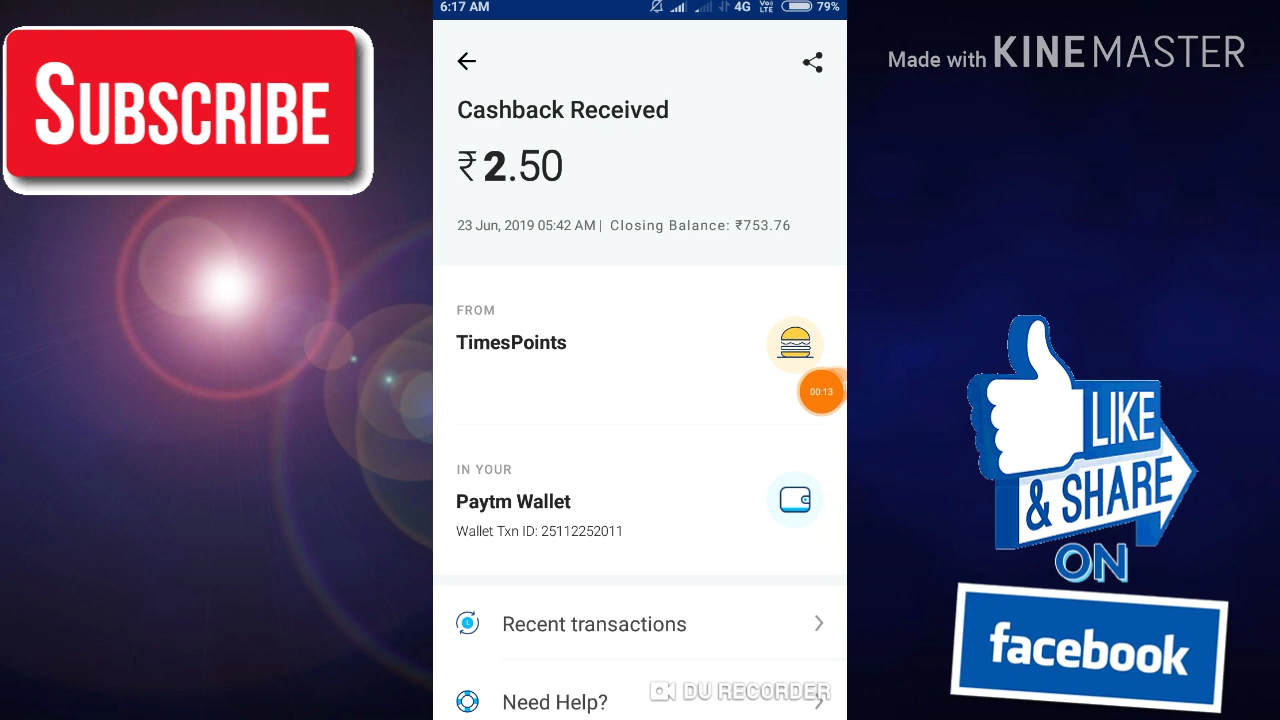 SUBSCRIBE
6:17 AM
4G
Vo))
LTE
79%
Cashback Received
₹2.50
23 Jun, 2019 05:42 AM | Closing Balance: ₹753.76
FROM
TimesPoints
00:13
IN YOUR
Paytm Wallet
Wallet Txn ID: 25112252011
Recent transactions
Need Help?
DU RECORDER
Made with KINEMASTER
LIKE
& SHARE
ON
facebook